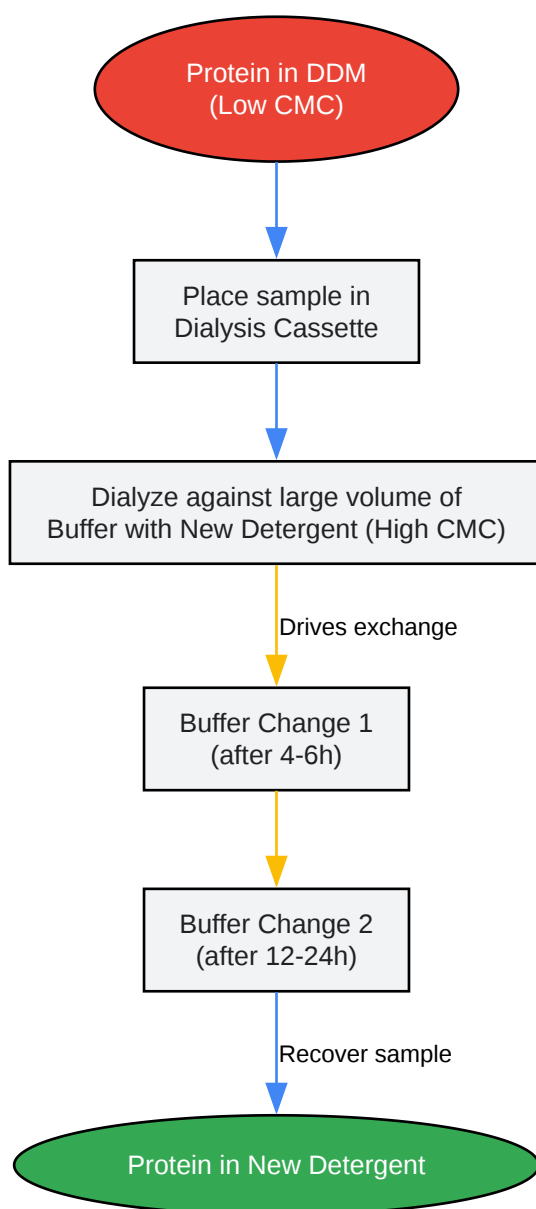 Protein in DDM
(Low CMC)
Place sample in
Dialysis Cassette
Dialyze against large volume of
Buffer with New Detergent (High CMC)
Drives exchange
Buffer Change 1
(after 4-6h)
Buffer Change 2
(after 12-24h)
Recover sample
Protein in New Detergent